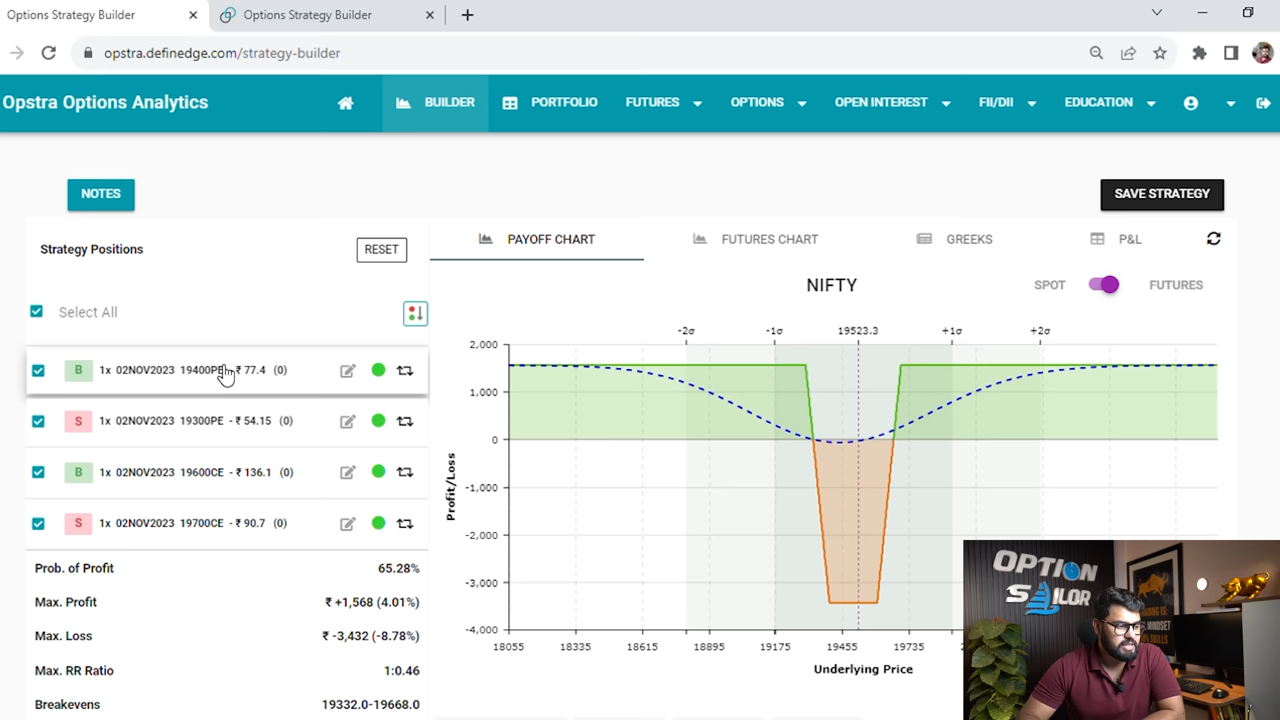 Options Strategy Builder
Options Strategy Builder
opstra.definedge.com/strategy-builder
Opstra Options Analytics
BUILDER
PORTFOLIO
FUTURES
OPTIONS
OPEN INTEREST
FII/DII
EDUCATION
NOTES
SAVE STRATEGY
Strategy Positions
RESET
Select All
B 1x 02NOV2023 19400PE - ₹ 77.4 (0)
S 1x 02NOV2023 19300PE - ₹ 54.15 (0)
B 1x 02NOV2023 19600CE - ₹ 136.1 (0)
S 1x 02NOV2023 19700CE - ₹ 90.7 (0)
Prob. of Profit 65.28%
Max. Profit ₹ +1,568 (4.01%)
Max. Loss ₹ -3,432 (-8.78%)
Max. RR Ratio 1:0.46
Breakevens 19332.0-19668.0
PAYOFF CHART
FUTURES CHART
GREEKS
P&L
NIFTY
SPOT
FUTURES
-2σ -1σ 19523.3 +1σ +2σ
2,000
1,000
0
-1,000
-2,000
-3,000
-4,000
Profit/Loss
18055 18335 18615 18895 19175 19455 19735
Underlying Price
OPTION
SAILOR
MINDSET
SKILLS